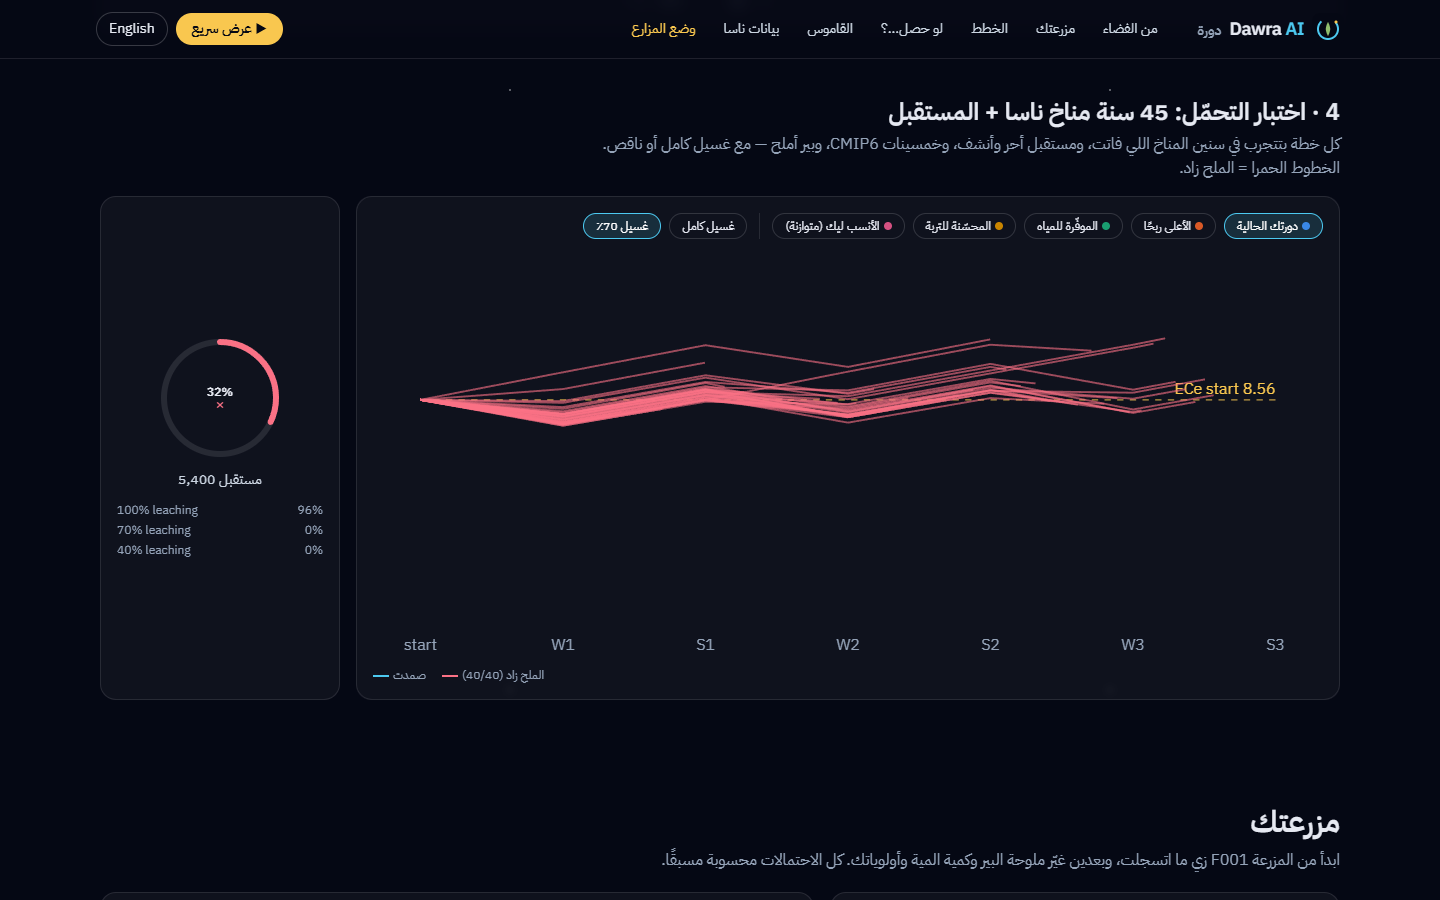 Dawra AI دورة
من الفضاء
مزرعتك
الخطط
لو حصل...؟
القاموس
بيانات ناسا
وضع المزارع
▶ عرض سريع
English
4 · اختبار التحمّل: 45 سنة مناخ ناسا + المستقبل
كل خطة بتتجرب في سنين المناخ اللي فاتت، ومستقبل أحر وأنشف، وخمسينات CMIP6، وبير أملح — مع غسيل كامل أو ناقص.
الخطوط الحمرا = الملح زاد.
دورتك الحالية
الأعلى ربحًا
الموفّرة للمياه
المحسّنة للتربة
الأنسب ليك (متوازنة)
غسيل كامل
غسيل 70٪
ECe start 8.56
start W1 S1 W2 S2 W3 S3
صمدت
الملح زاد (40/40)
32%
×
5,400 مستقبل
100% leaching 96%
70% leaching 0%
40% leaching 0%
مزرعتك
ابدأ من المزرعة F001 زي ما اتسجلت، وبعدين غيّر ملوحة البير وكمية المية وأولوياتك. كل الاحتمالات محسوبة مسبقًا.